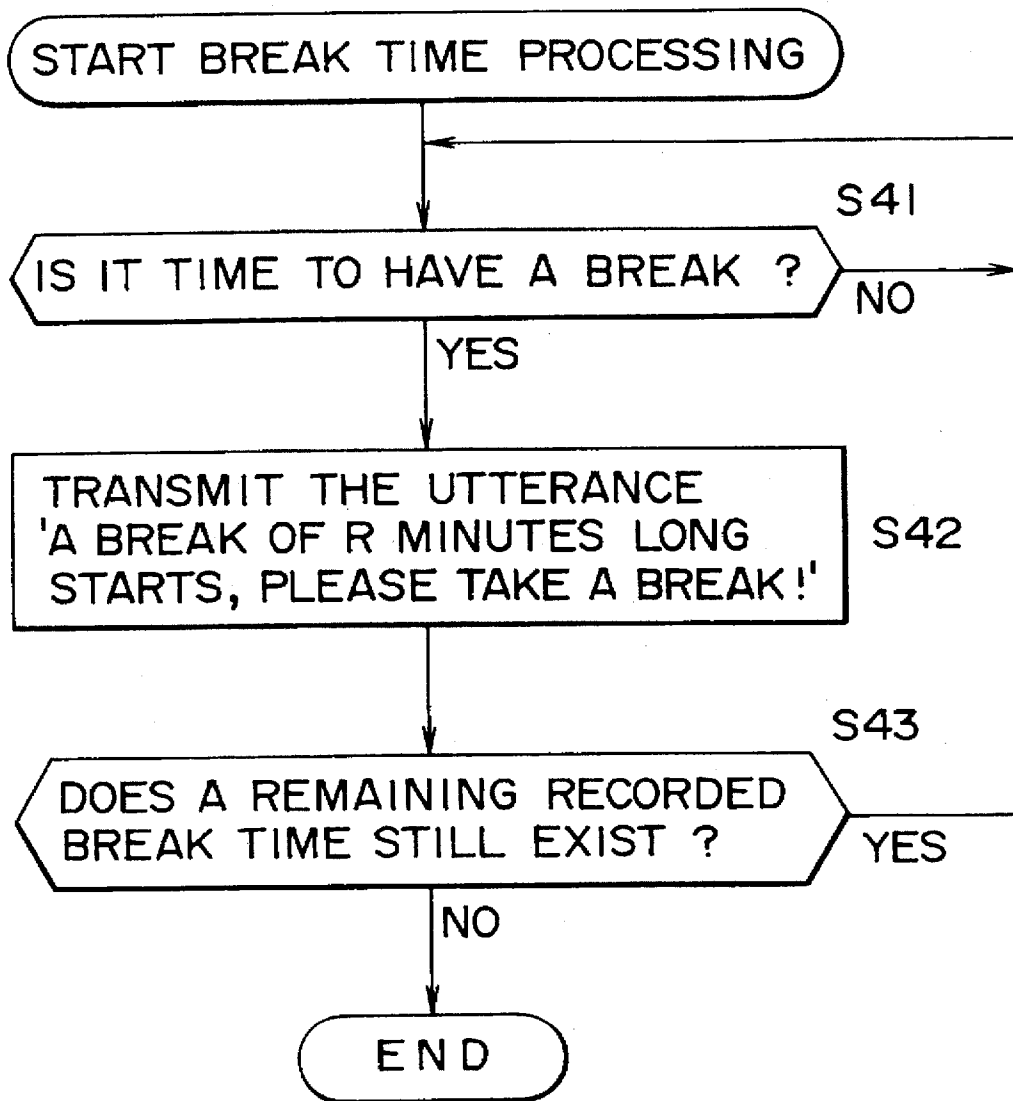 START BREAK TIME PROCESSING
S41
IS IT TIME TO HAVE A BREAK ?
NO
YES
TRANSMIT THE UTTERANCE
'A BREAK OF R MINUTES LONG
STARTS, PLEASE TAKE A BREAK!'
S42
S43
DOES A REMAINING RECORDED
BREAK TIME STILL EXIST ?
YES
NO
END